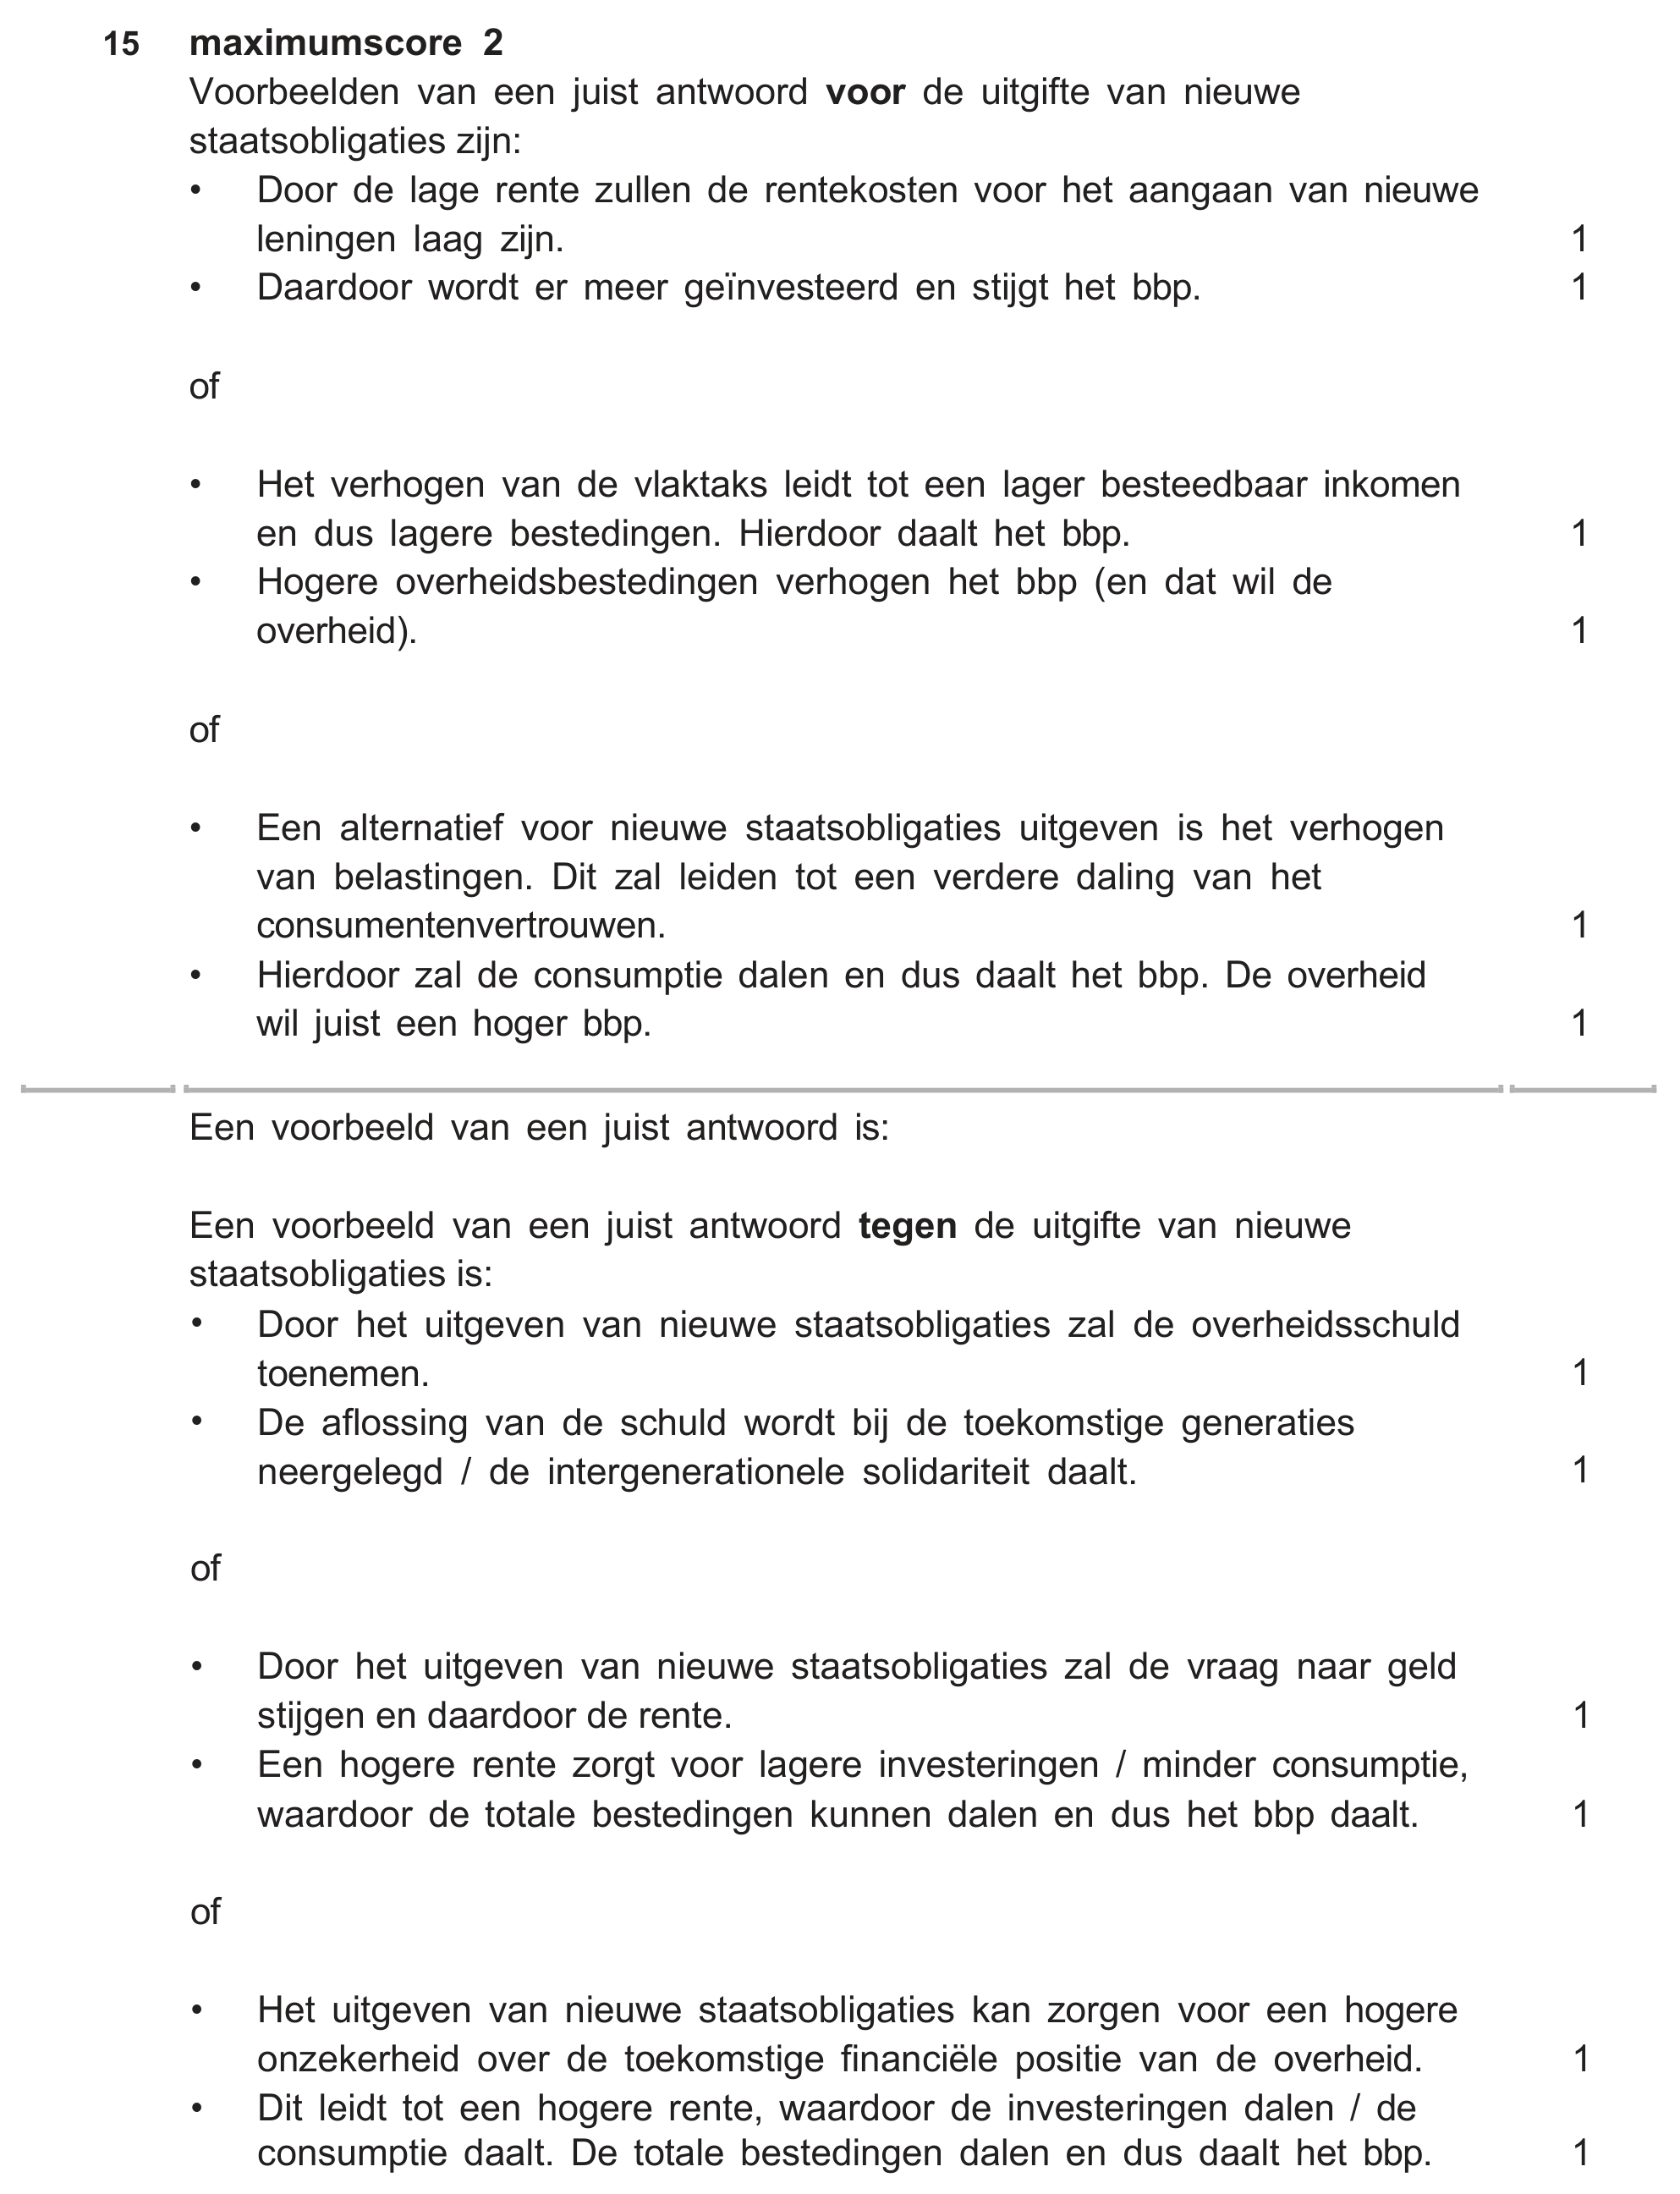 15 maximumscore 2
Voorbeelden van een juist antwoord voor de uitgifte van nieuwe
staatsobligaties zijn:
• Door de lage rente zullen de rentekosten voor het aangaan van nieuwe
leningen laag zijn. 1
• Daardoor wordt er meer geïnvesteerd en stijgt het bbp. 1
of
• Het verhogen van de vlaktaks leidt tot een lager besteedbaar inkomen
en dus lagere bestedingen. Hierdoor daalt het bbp. 1
• Hogere overheidsbestedingen verhogen het bbp (en dat wil de
overheid). 1
of
• Een alternatief voor nieuwe staatsobligaties uitgeven is het verhogen
van belastingen. Dit zal leiden tot een verdere daling van het
consumentenvertrouwen. 1
• Hierdoor zal de consumptie dalen en dus daalt het bbp. De overheid
wil juist een hoger bbp. 1
Een voorbeeld van een juist antwoord is:
Een voorbeeld van een juist antwoord tegen de uitgifte van nieuwe
staatsobligaties is:
• Door het uitgeven van nieuwe staatsobligaties zal de overheidsschuld
toenemen. 1
• De aflossing van de schuld wordt bij de toekomstige generaties
neergelegd / de intergenerationele solidariteit daalt. 1
of
• Door het uitgeven van nieuwe staatsobligaties zal de vraag naar geld
stijgen en daardoor de rente. 1
• Een hogere rente zorgt voor lagere investeringen / minder consumptie,
waardoor de totale bestedingen kunnen dalen en dus het bbp daalt. 1
of
• Het uitgeven van nieuwe staatsobligaties kan zorgen voor een hogere
onzekerheid over de toekomstige financiële positie van de overheid. 1
• Dit leidt tot een hogere rente, waardoor de investeringen dalen / de
consumptie daalt. De totale bestedingen dalen en dus daalt het bbp. 1